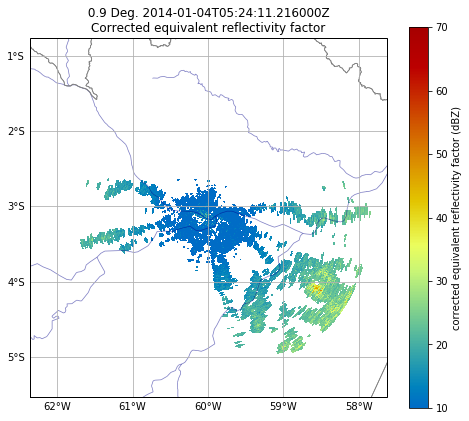 0.9 Deg. 2014-01-04T05:24:11.216000Z
Corrected equivalent reflectivity factor
1°S
2°S
3°S
4°S
5°S
62°W 61°W 60°W 59°W 58°W
70
60
50
40
30
20
10
corrected equivalent reflectivity factor (dBZ)